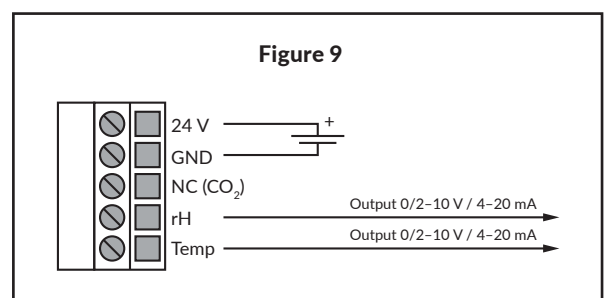 Figure 9
24 V
+
GND
NC (CO₂)
rH
Output 0/2–10 V / 4–20 mA
Temp
Output 0/2–10 V / 4–20 mA